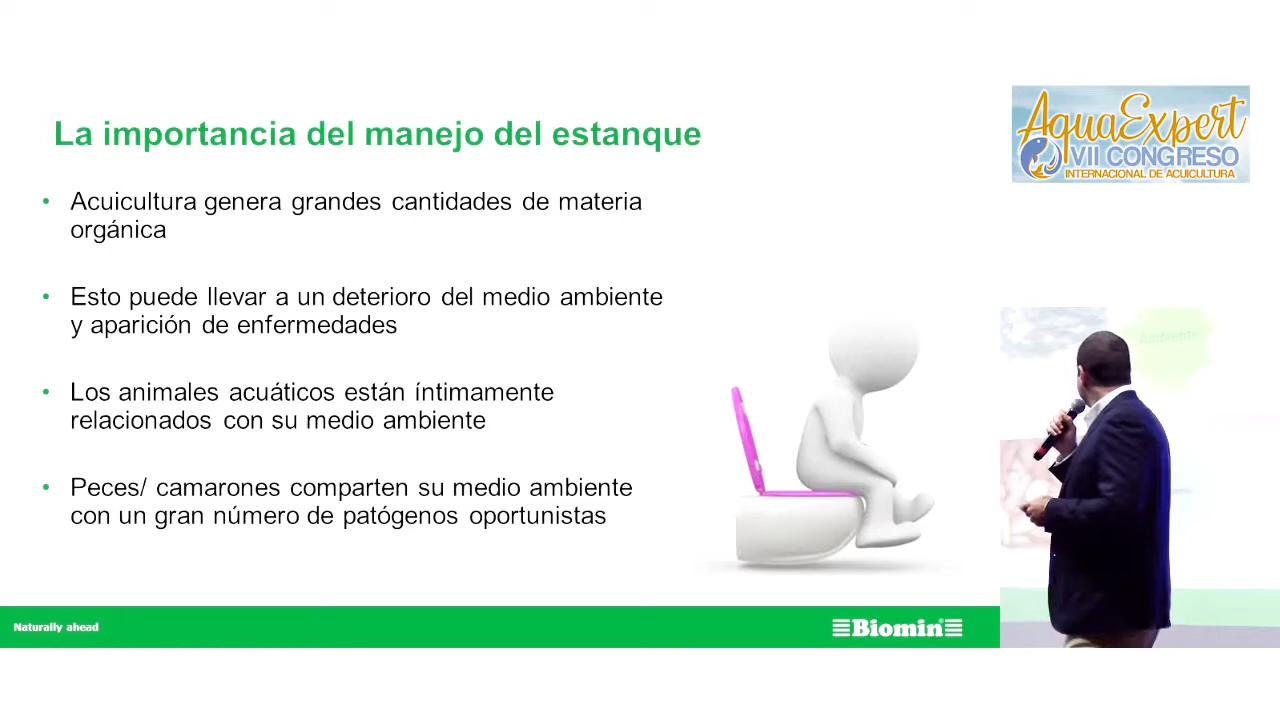 La importancia del manejo del estanque
• Acuicultura genera grandes cantidades de materia
orgánica
• Esto puede llevar a un deterioro del medio ambiente
y aparición de enfermedades
• Los animales acuáticos están íntimamente
relacionados con su medio ambiente
• Peces/ camarones comparten su medio ambiente
con un gran número de patógenos oportunistas
AquaExpert
VII CONGRESO
INTERNACIONAL DE ACUICULTURA
Ambiente
Naturally ahead
Biomin®